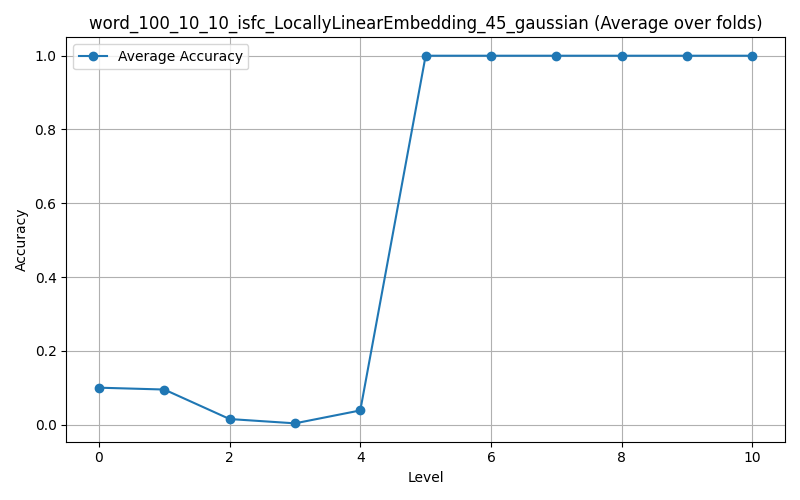 word_100_10_10_isfc_LocallyLinearEmbedding_45_gaussian (Average over folds)
Average Accuracy
1.0
0.8
0.6
0.4
0.2
0.0
Accuracy
0 2 4 6 8 10
Level